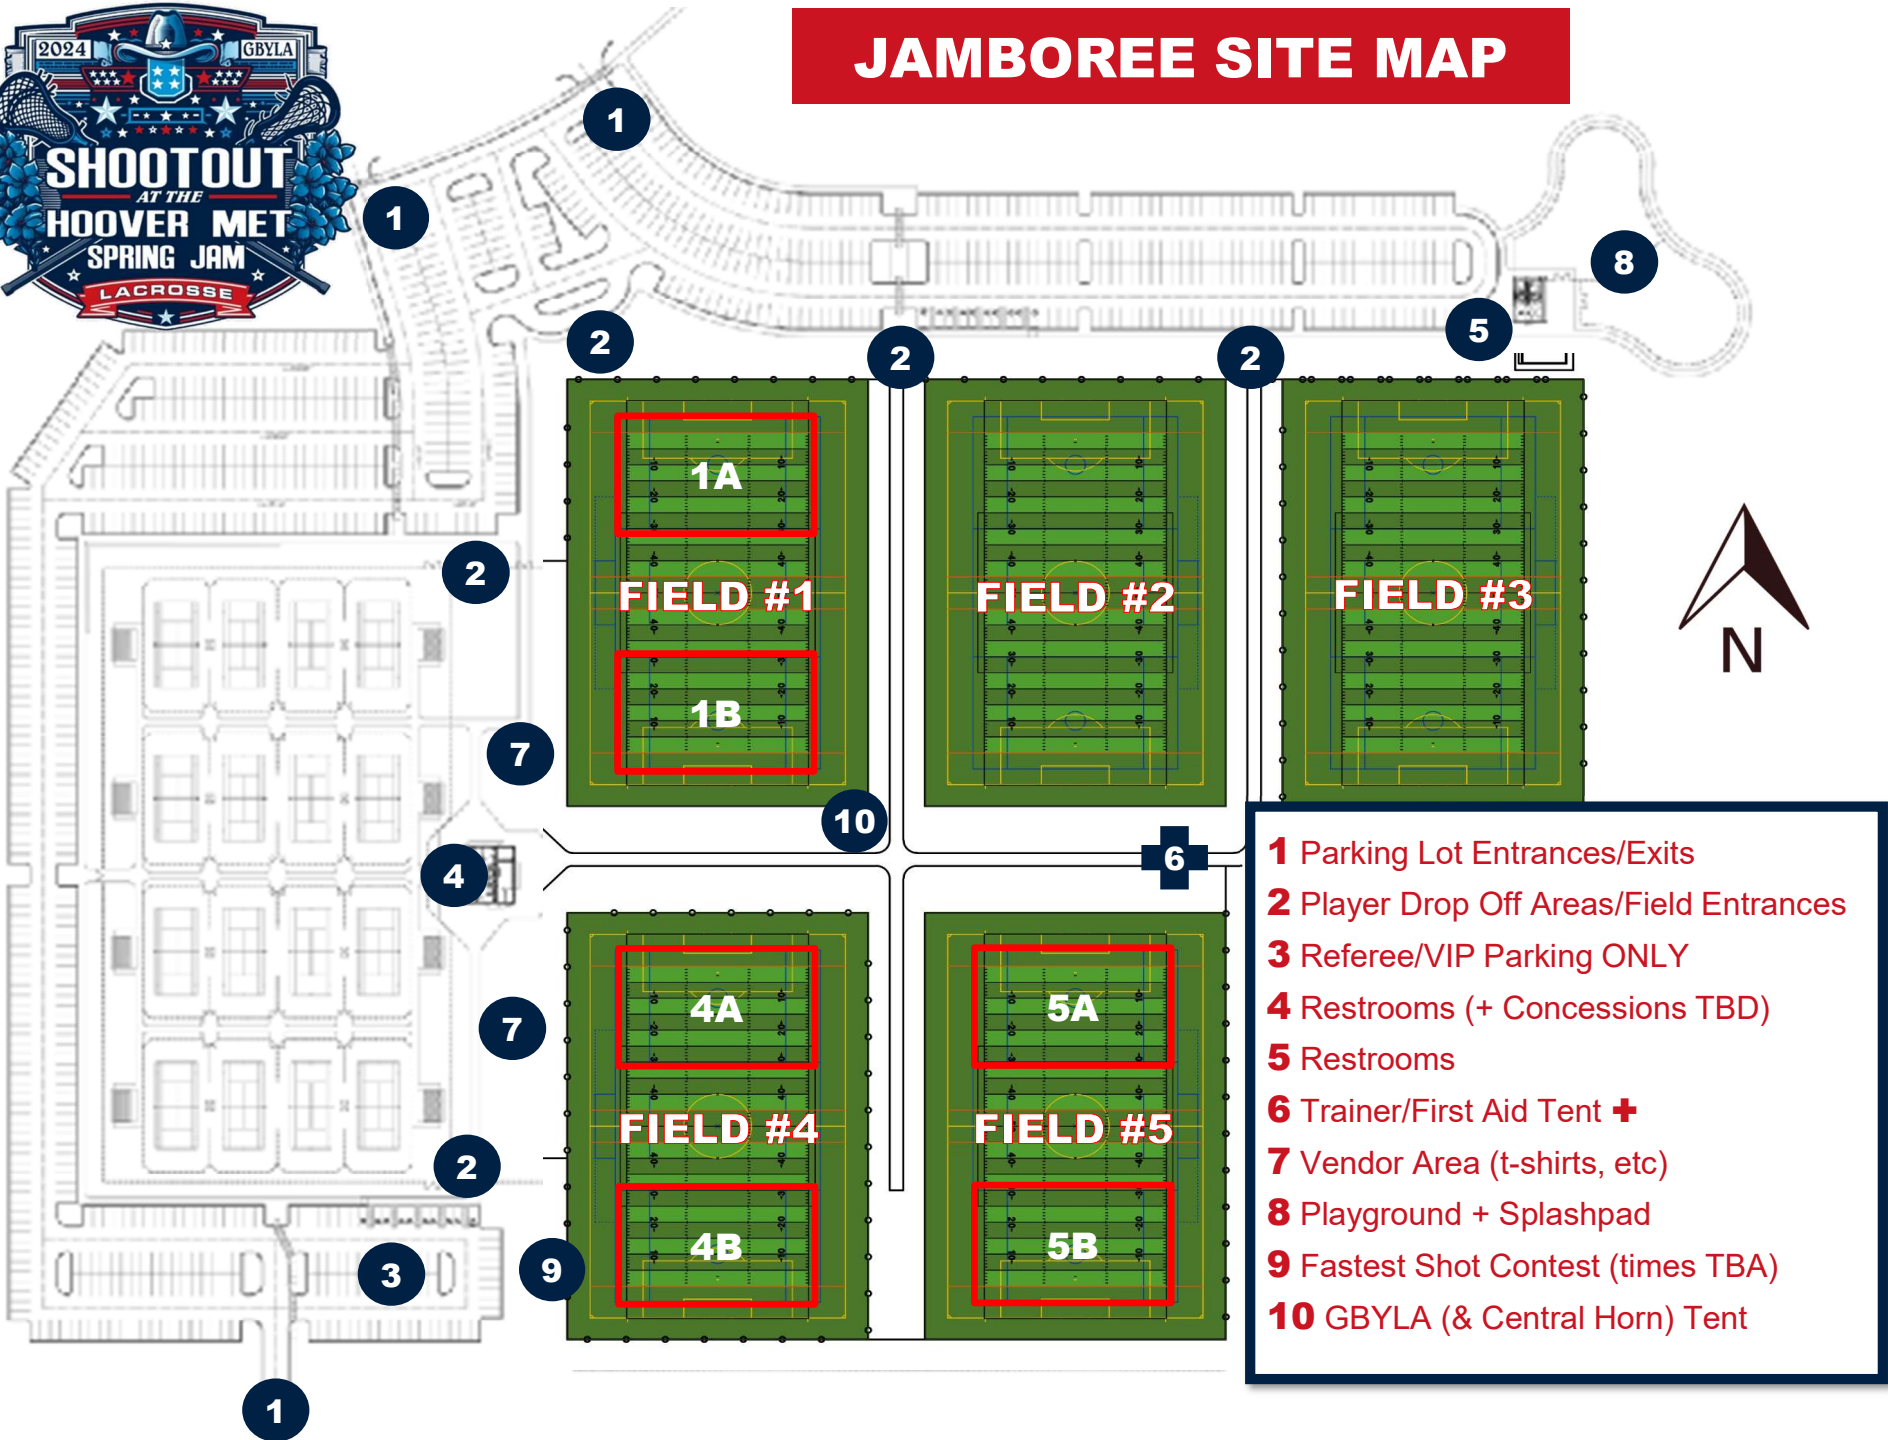 2024
GBYLA
SHOOTOUT
AT THE
HOOVER MET
SPRING JAM
LACROSSE
JAMBOREE SITE MAP
1
1
8
5
2
2
2
1A
2
FIELD #1
FIELD #2
FIELD #3
N
1B
7
10
4
6
4A
5A
7
FIELD #4
FIELD #5
2
4B
5B
9
3
1
1 Parking Lot Entrances/Exits
2 Player Drop Off Areas/Field Entrances
3 Referee/VIP Parking ONLY
4 Restrooms (+ Concessions TBD)
5 Restrooms
6 Trainer/First Aid Tent ✚
7 Vendor Area (t-shirts, etc)
8 Playground + Splashpad
9 Fastest Shot Contest (times TBA)
10 GBYLA (& Central Horn) Tent